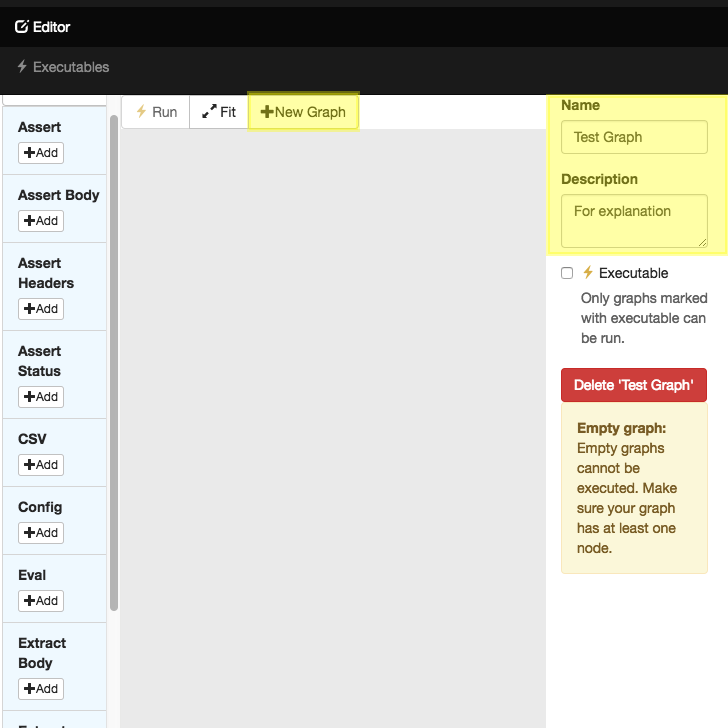 Editor
Executables
Assert
Add
Assert Body
Add
Assert
Headers
Add
Assert
Status
Add
CSV
Add
Config
Add
Eval
Add
Extract
Body
Add
Run
Fit
New Graph
Name
Test Graph
Description
For explanation
Executable
Only graphs marked
with executable can
be run.
Delete 'Test Graph'
Empty graph:
Empty graphs
cannot be
executed. Make
sure your graph
has at least one
node.